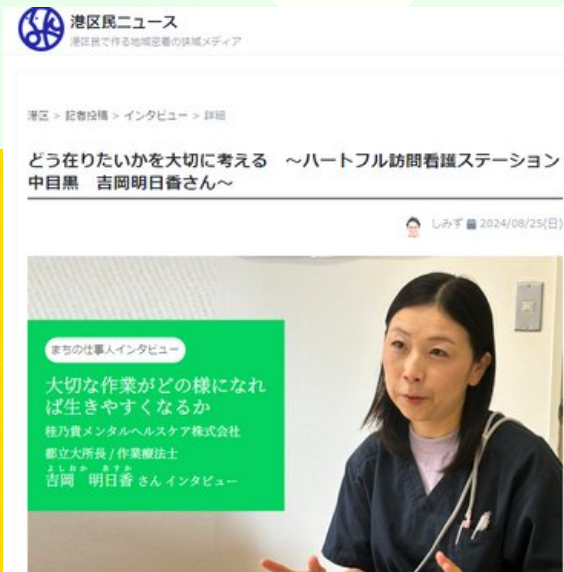 港区民ニュース
港区民で作る地域密着の狭域メディア
港区 > 記者投稿 > インタビュー > 詳細
どう在りたいかを大切に考える　～ハートフル訪問看護ステーション
中目黒　吉岡明日香さん～
しみず 2024/08/25(日)
まちの仕事人インタビュー
大切な作業がどの様になれ
ば生きやすくなるか
桂乃貴メンタルヘルスケア株式会社
都立大所長 / 作業療法士
よしおか　あすか
吉岡　明日香 さん インタビュー